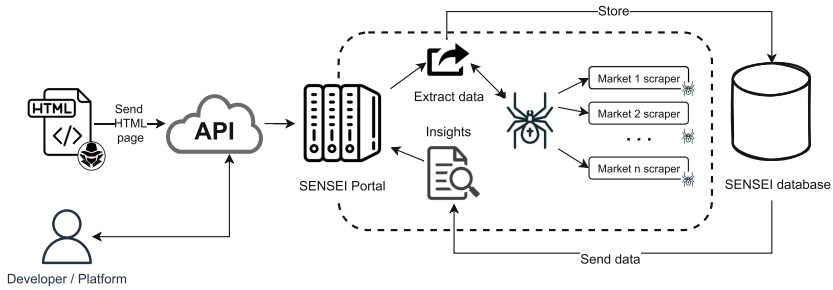 Store
HTML
</>
Send
HTML
page
API
Extract data
Insights
Market 1 scraper
Market 2 scraper
. . .
Market n scraper
SENSEI Portal
SENSEI database
Send data
Developer / Platform